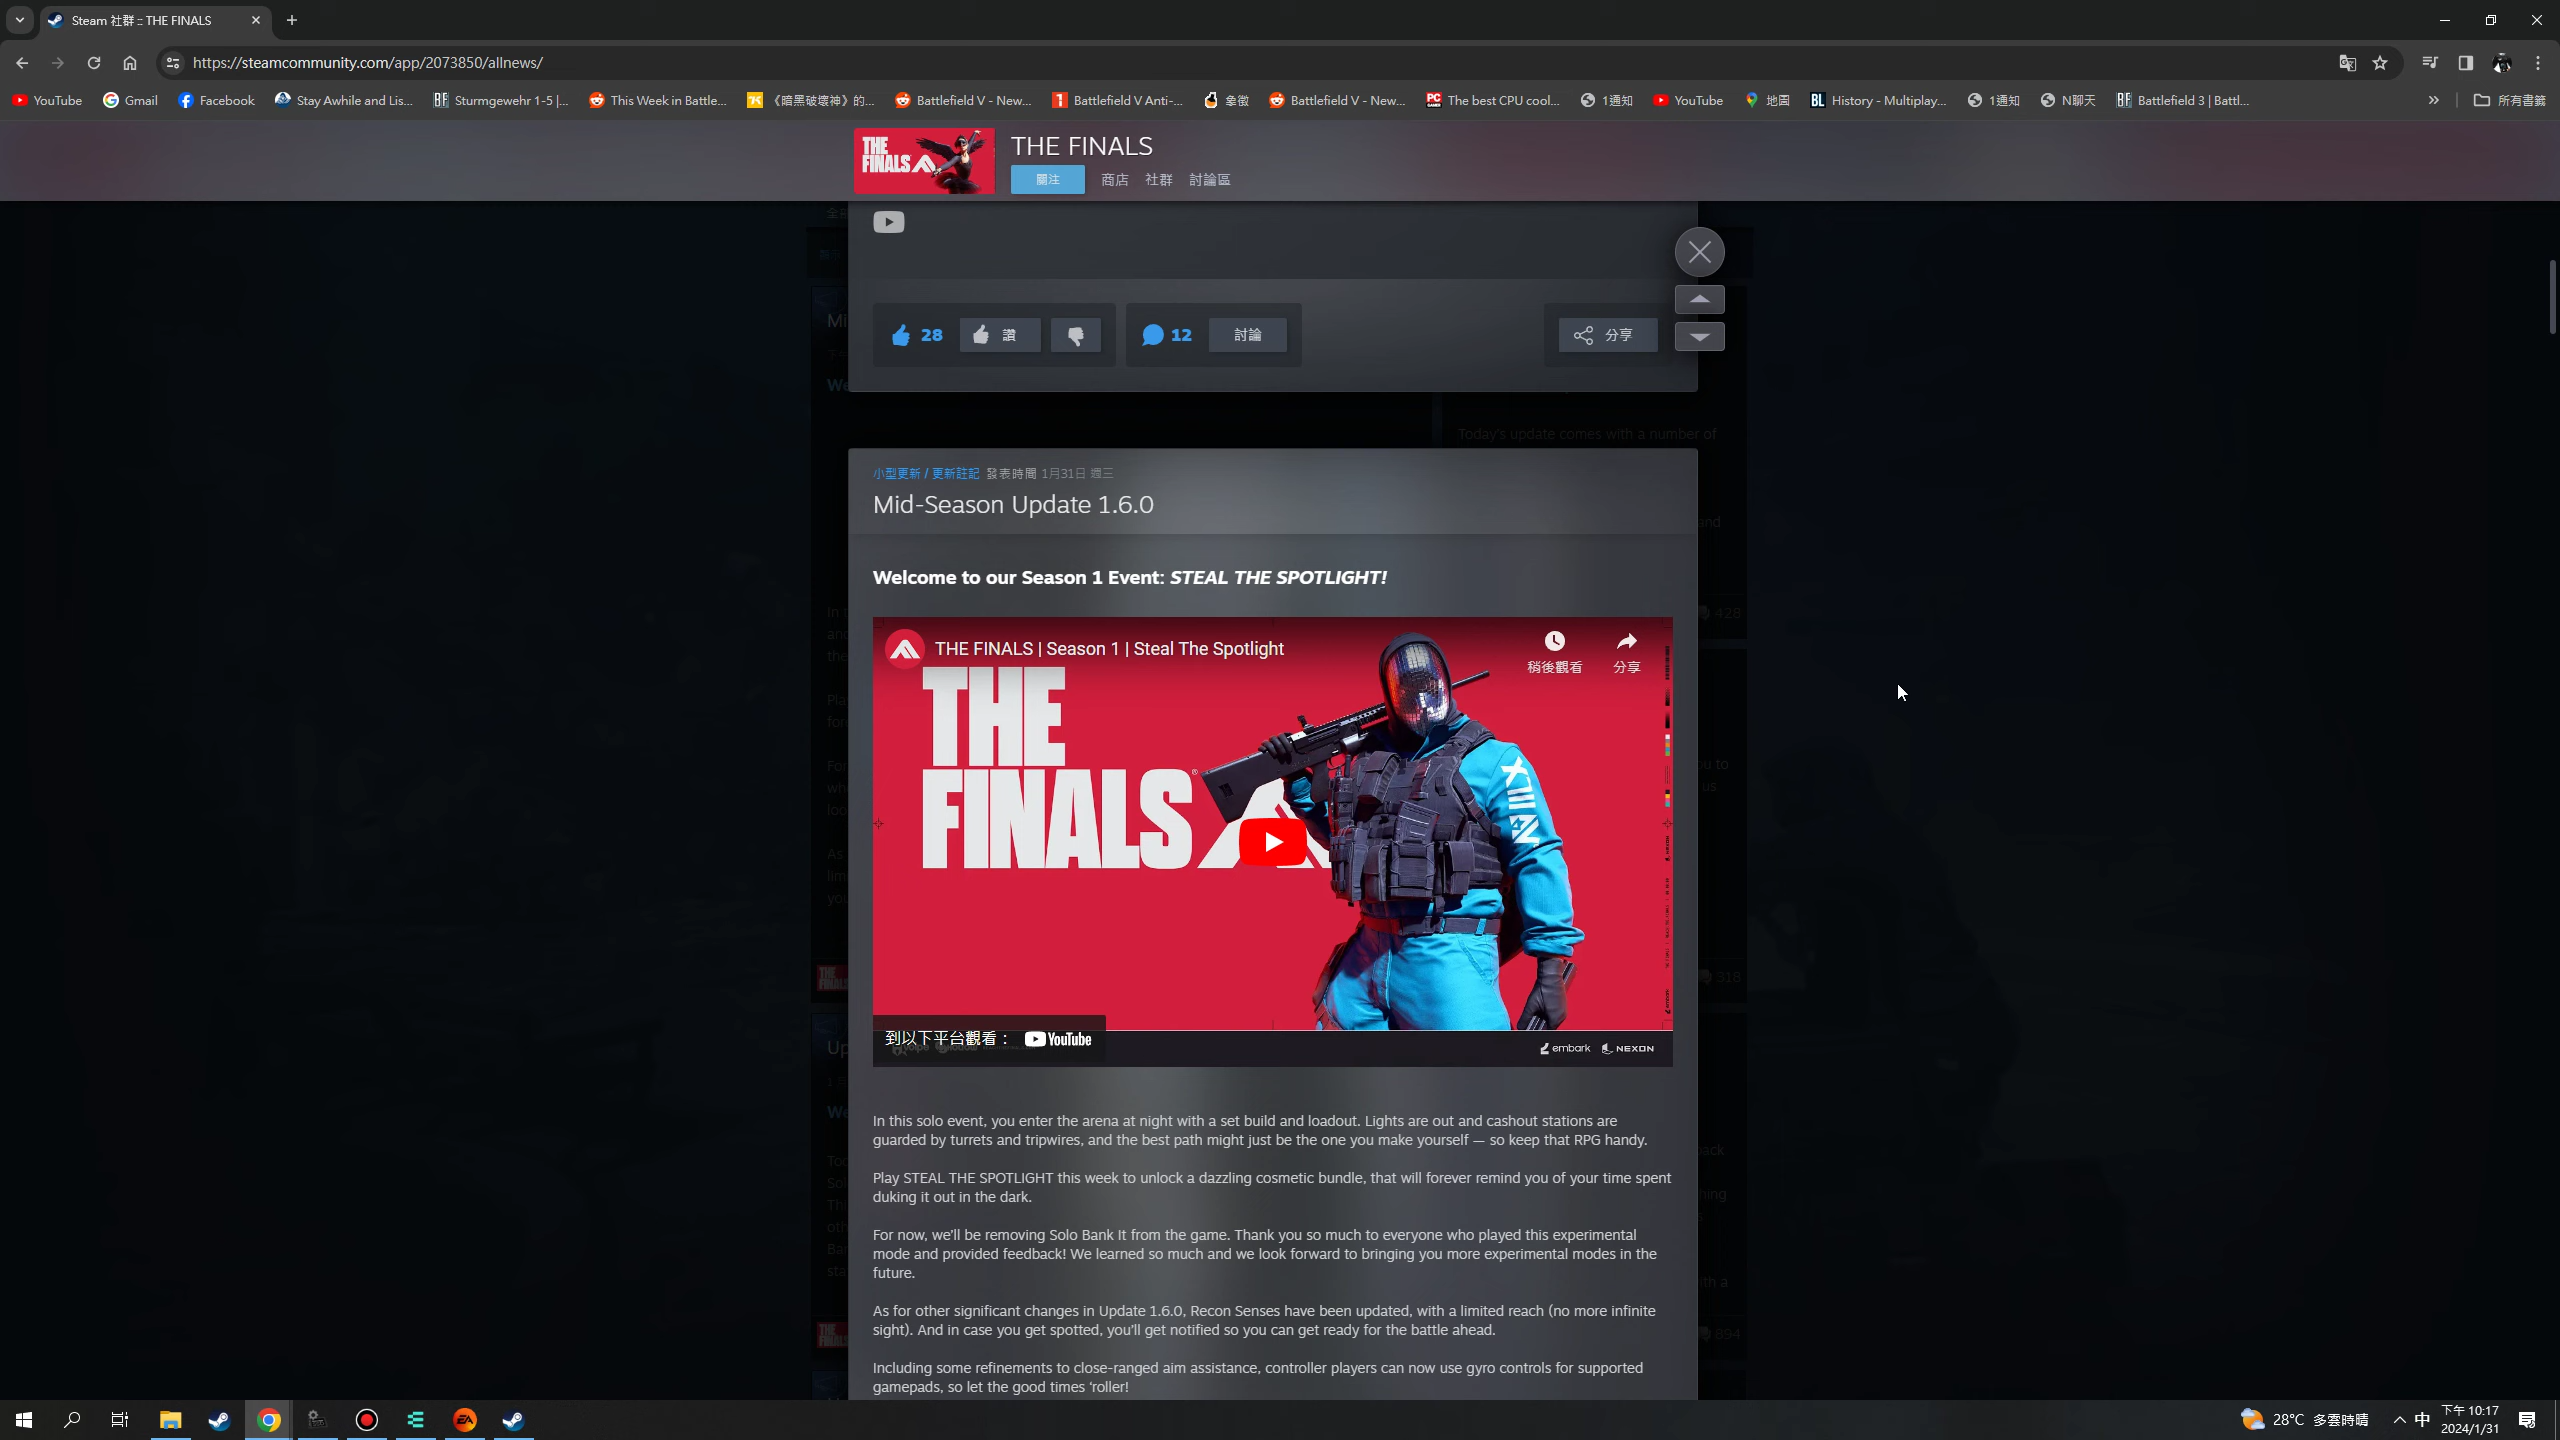 Steam 社群 :: THE FINALS
https://steamcommunity.com/app/2073850/allnews/
YouTube
Gmail
Facebook
Stay Awhile and Lis...
Sturmgewehr 1-5 |...
This Week in Battle...
《暗黑破壞神》的...
Battlefield V - New...
Battlefield V Anti-...
象徵
Battlefield V - New...
The best CPU cool...
1通知
YouTube
地圖
History - Multiplay...
1通知
N聊天
Battlefield 3 | Battl...
所有書籤
THE FINALS
THE FINALS
關注 商店 社群 討論區
28 讚
12 討論
分享
Today's update comes with a number of
小型更新 / 更新註記 發表時間 1月31日 週三
Mid-Season Update 1.6.0
Welcome to our Season 1 Event: STEAL THE SPOTLIGHT!
THE FINALS | Season 1 | Steal The Spotlight
稍後觀看
分享
THE
FINALS
到以下平台觀看： YouTube
embark NEXON
428
318
894
In this solo event, you enter the arena at night with a set build and loadout. Lights are out and cashout stations are
guarded by turrets and tripwires, and the best path might just be the one you make yourself — so keep that RPG handy.
Play STEAL THE SPOTLIGHT this week to unlock a dazzling cosmetic bundle, that will forever remind you of your time spent
duking it out in the dark.
For now, we'll be removing Solo Bank It from the game. Thank you so much to everyone who played this experimental
mode and provided feedback! We learned so much and we look forward to bringing you more experimental modes in the
future.
As for other significant changes in Update 1.6.0, Recon Senses have been updated, with a limited reach (no more infinite
sight). And in case you get spotted, you'll get notified so you can get ready for the battle ahead.
Including some refinements to close-ranged aim assistance, controller players can now use gyro controls for supported
gamepads, so let the good times 'roller!
28°C 多雲時晴
中
下午 10:17
2024/1/31